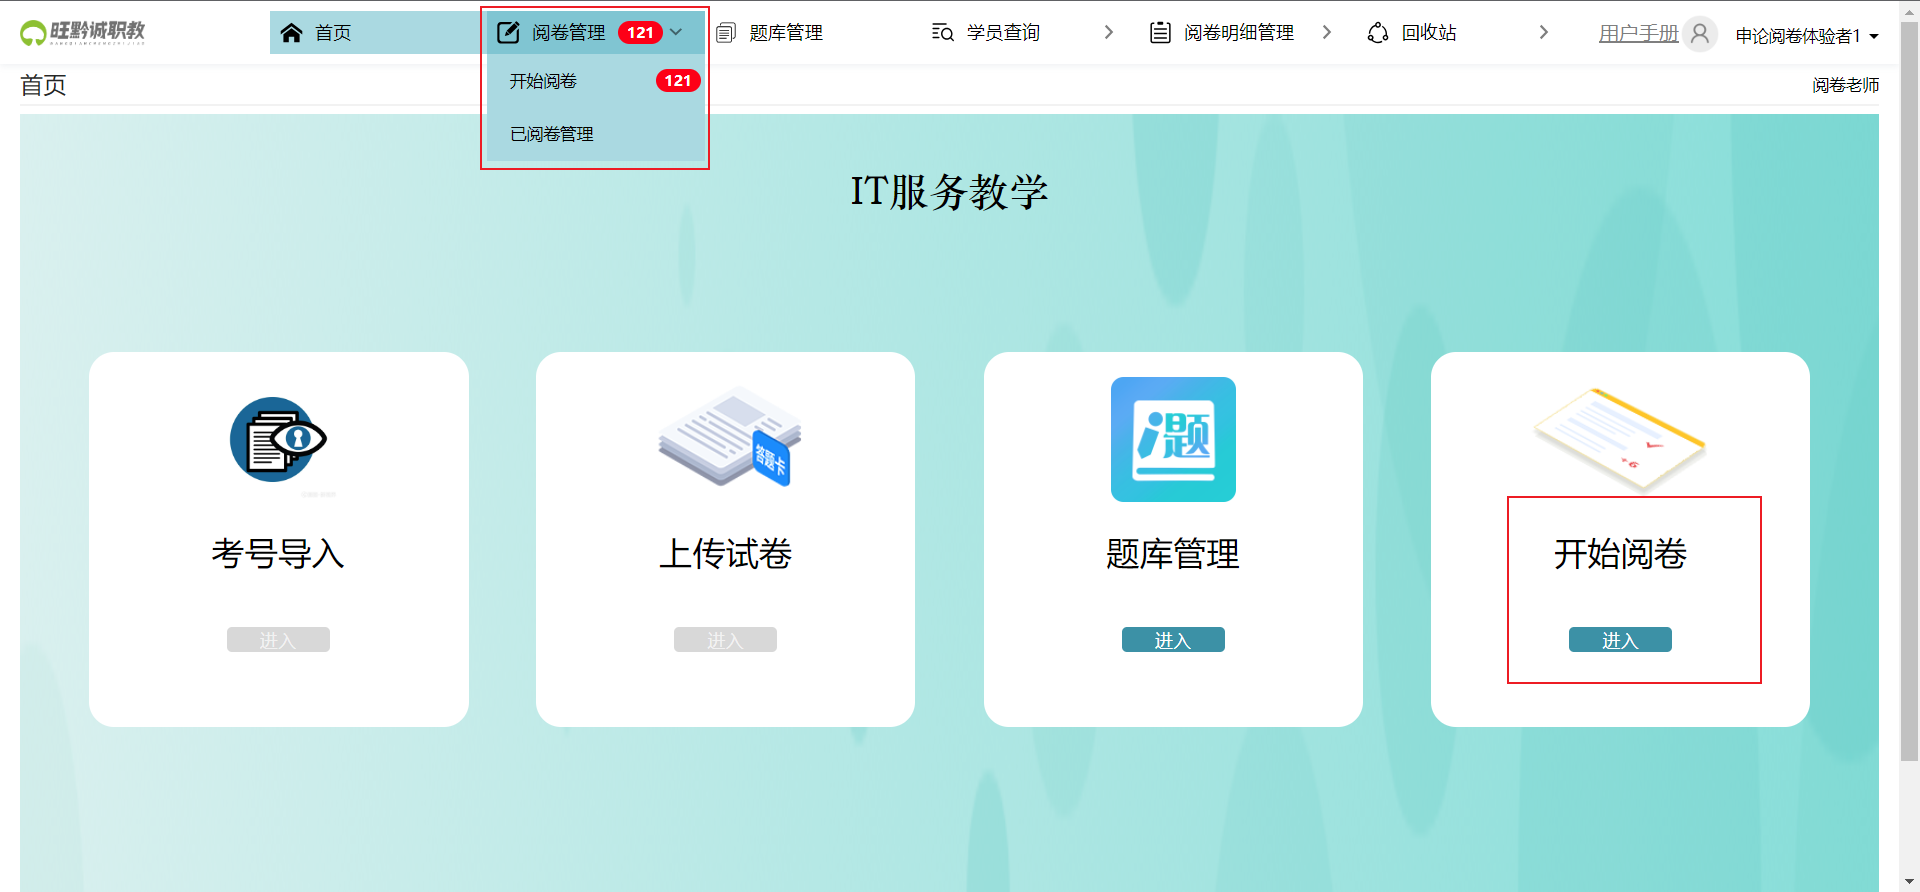 旺黔诚职教
首页
阅卷管理 121
题库管理
学员查询
阅卷明细管理
回收站
用户手册
申论阅卷体验者1
开始阅卷 121
已阅卷管理
首页
阅卷老师
IT服务教学
答题卡
题
+6
考号导入
上传试卷
题库管理
开始阅卷
进入
进入
进入
进入